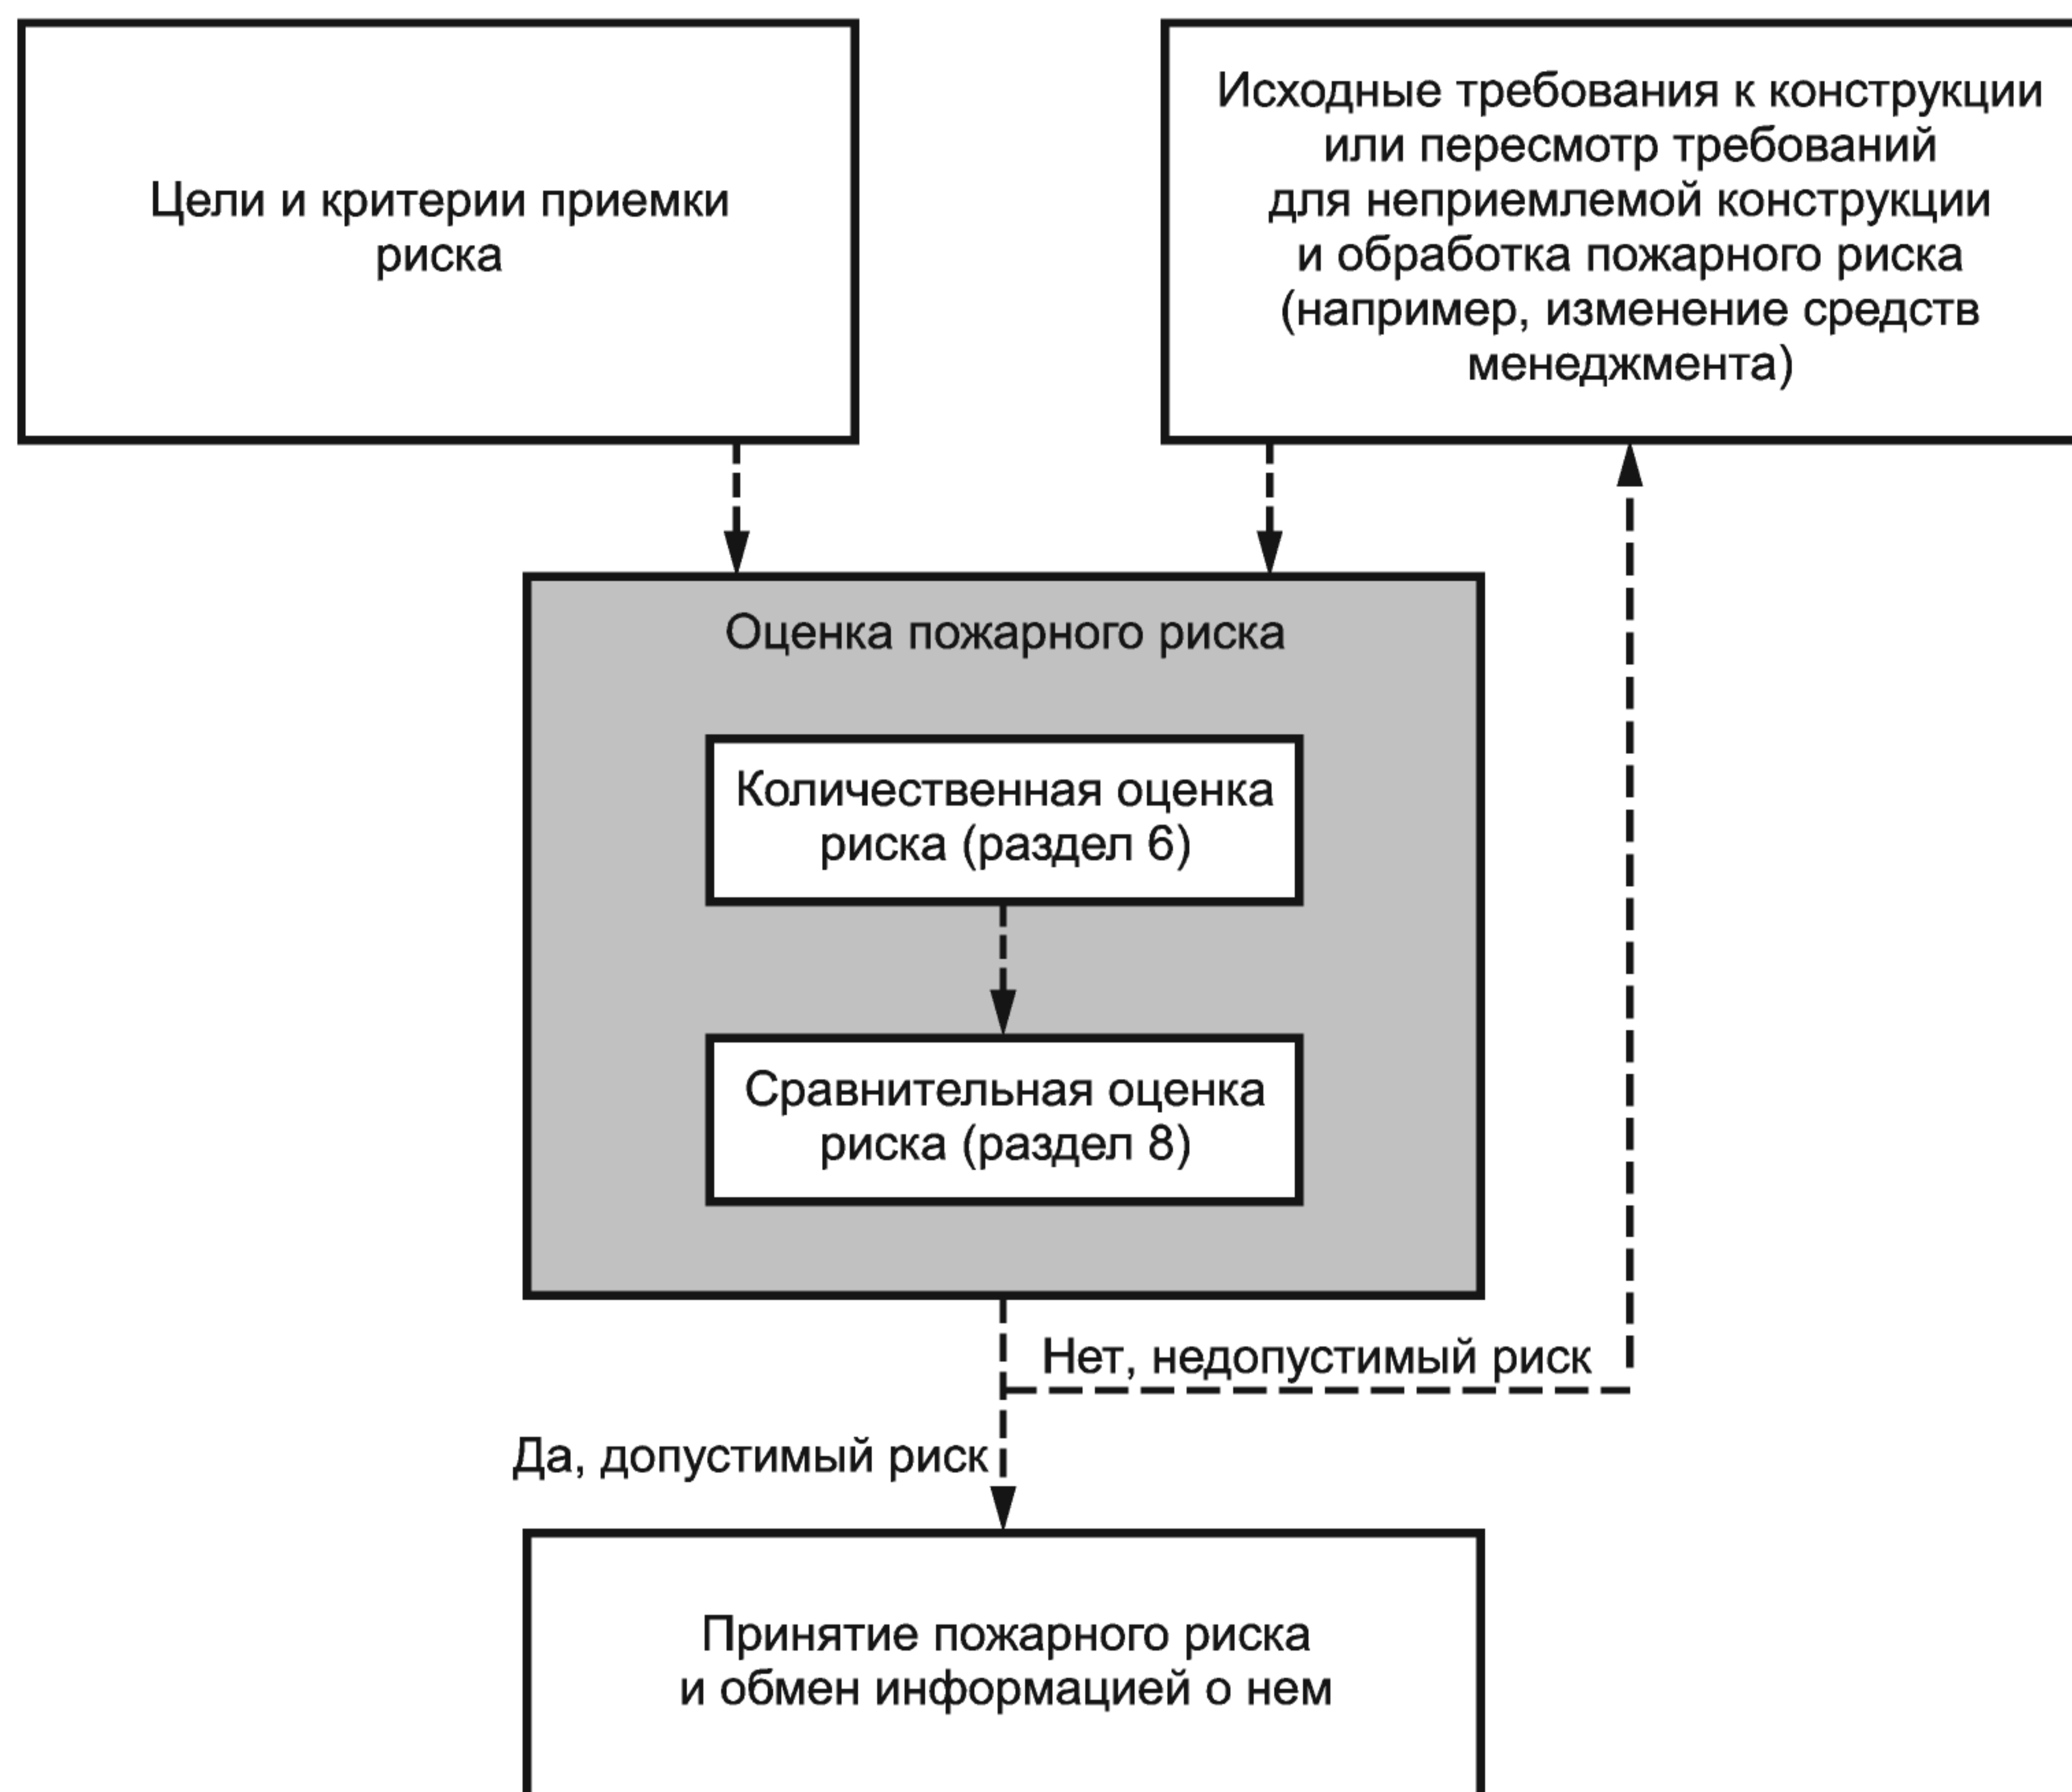 Цели и критерии приемки
риска
Исходные требования к конструкции
или пересмотр требований
для неприемлемой конструкции
и обработка пожарного риска
(например, изменение средств
менеджмента)
Оценка пожарного риска
Количественная оценка
риска (раздел 6)
Сравнительная оценка
риска (раздел 8)
Нет, недопустимый риск
Да, допустимый риск
Принятие пожарного риска
и обмен информацией о нем